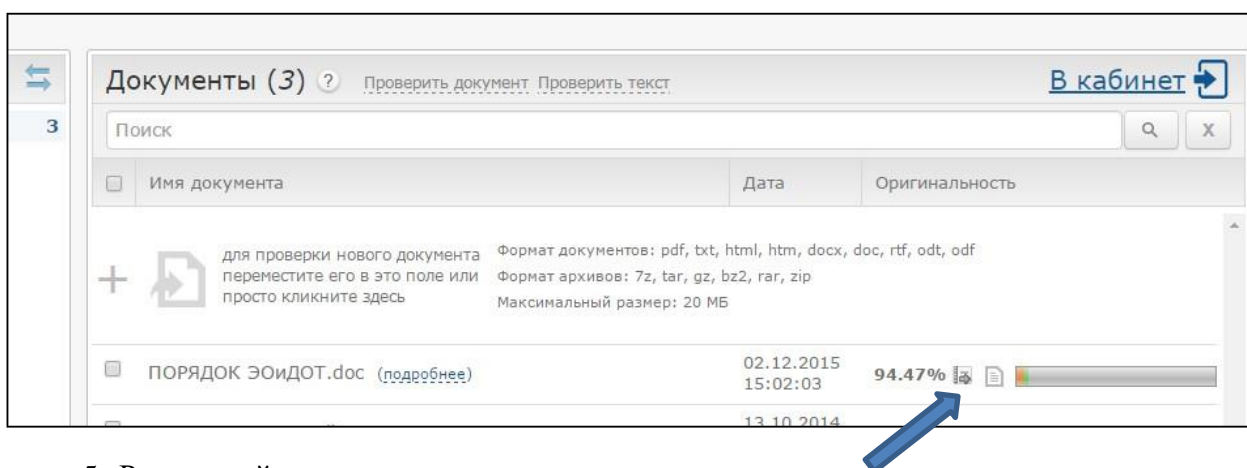 Документы (3) ? Проверить документ Проверить текст В кабинет
3
Поиск X
Имя документа Дата Оригинальность
для проверки нового документа
переместите его в это поле или
просто кликните здесь
Формат документов: pdf, txt, html, htm, docx, doc, rtf, odt, odf
Формат архивов: 7z, tar, gz, bz2, rar, zip
Максимальный размер: 20 МБ
ПОРЯДОК ЭОиДОТ.doc (подробнее) 02.12.2015
15:02:03
94.47%
13.10.2014